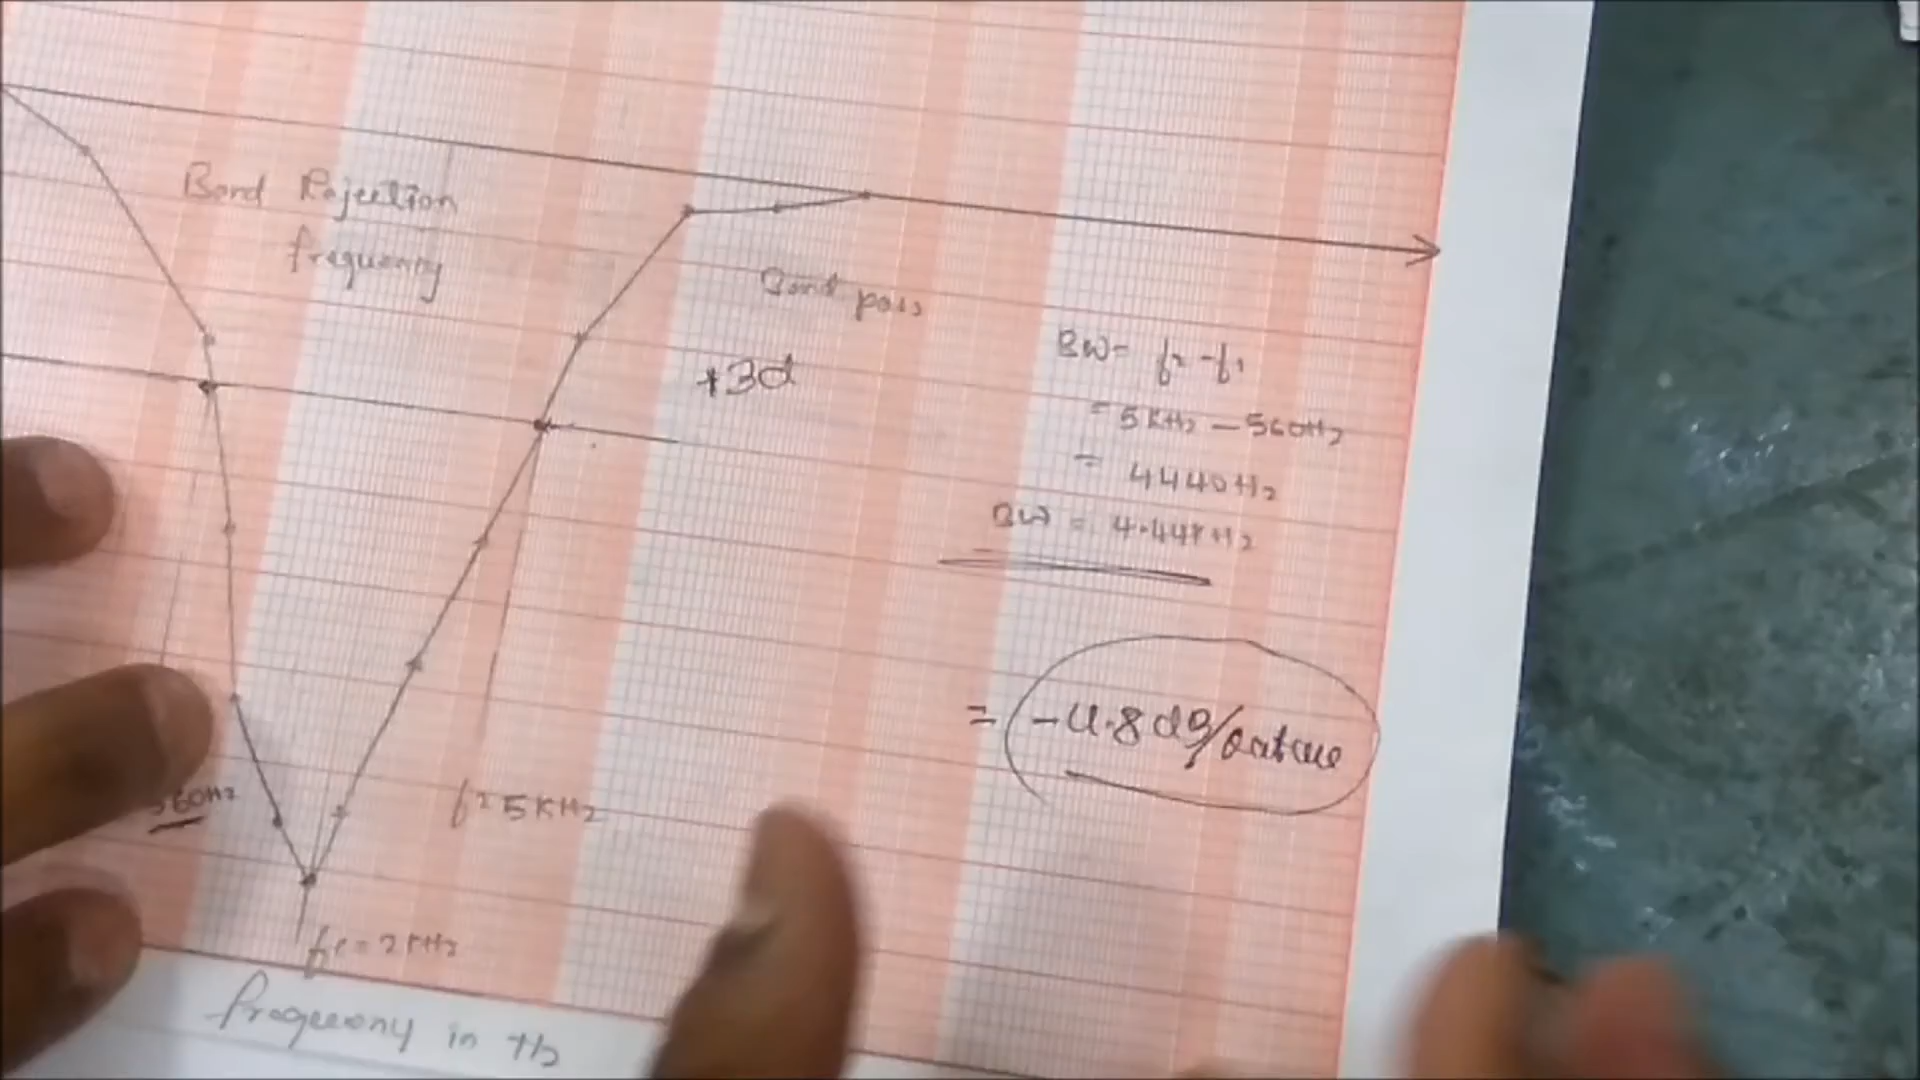 Band Rejection
frequency
Band pass
+3d
BW = f2 - f1
= 5KHz - 560Hz
= 4440Hz
BW = 4.44KHz
= -4.8dB/octave
560Hz
f2 5KHz
fc = 2KHz
frequency in Hz